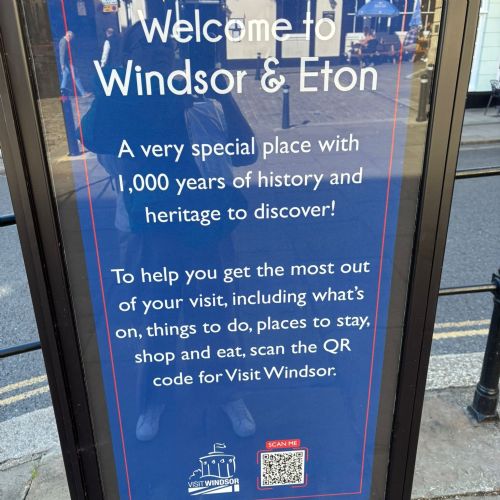 Welcome to
Windsor & Eton
A very special place with
1,000 years of history and
heritage to discover!
To help you get the most out
of your visit, including what's
on, things to do, places to stay,
shop and eat, scan the QR
code for Visit Windsor.
SCAN ME
VISIT WINDSOR